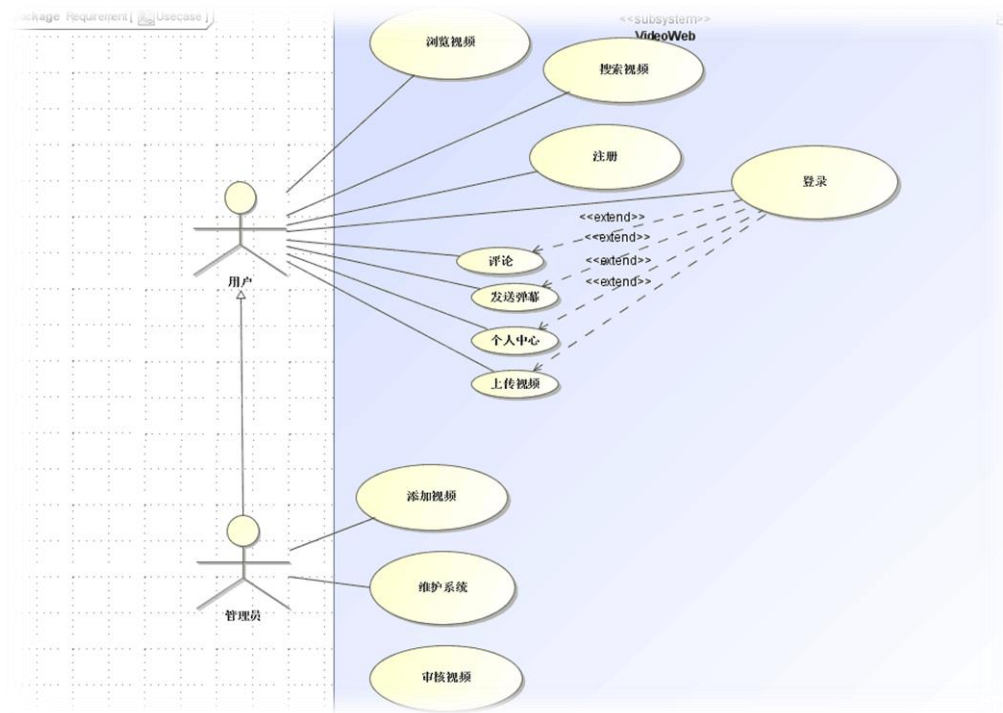 ckage Requirement [ Usecase ]
<<subsystem>>
VideoWeb
浏览视频
搜索视频
注册
登录
<<extend>>
<<extend>>
<<extend>>
<<extend>>
评论
发送弹幕
个人中心
上传视频
用户
添加视频
维护系统
管理员
审核视频